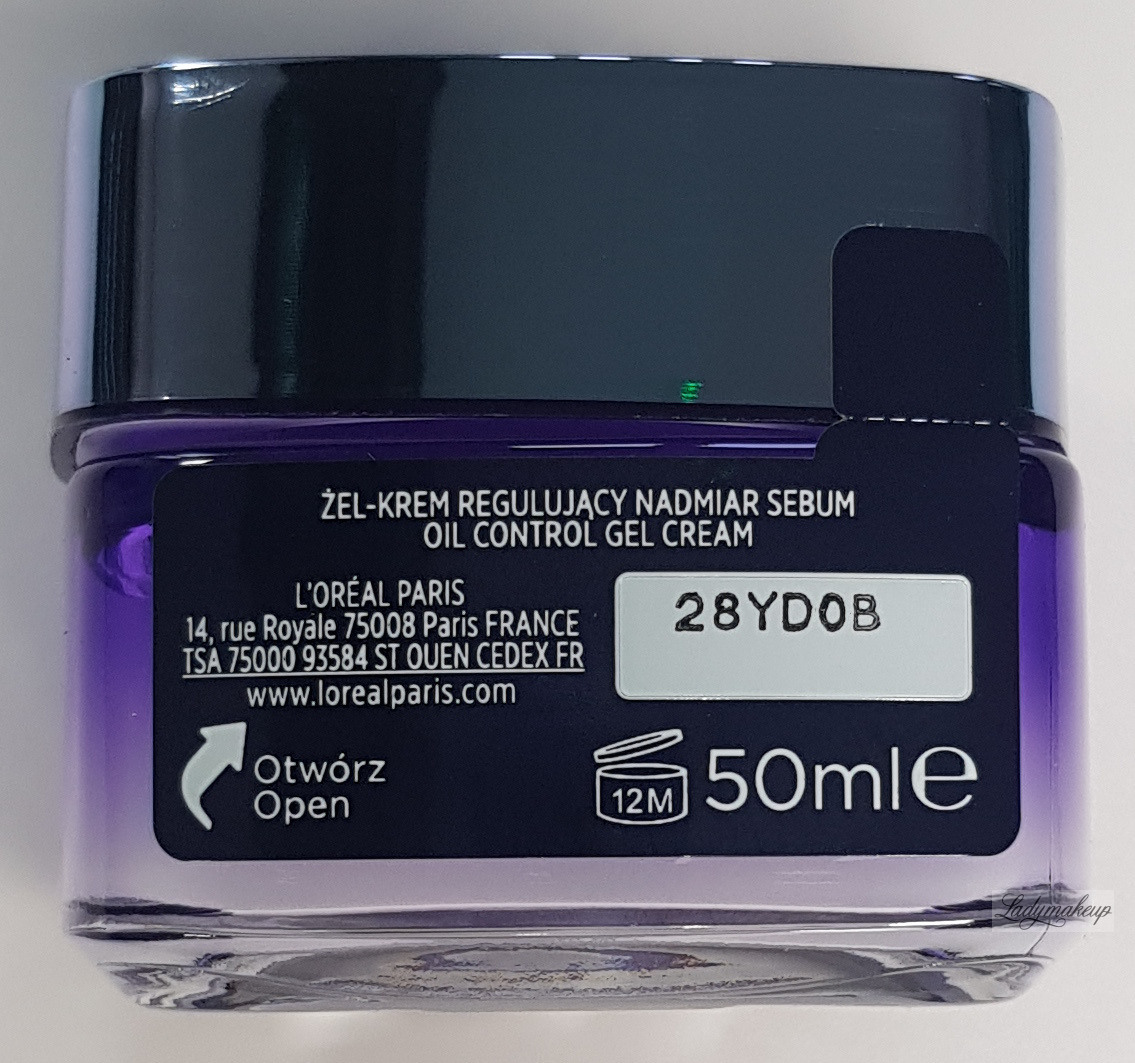 ŻEL-KREM REGULUJĄCY NADMIAR SEBUM
OIL CONTROL GEL CREAM
L'ORÉAL PARIS
14, rue Royale 75008 Paris FRANCE
TSA 75000 93584 ST OUEN CEDEX FR
www.lorealparis.com
28YD0B
Otwórz
Open
12M
50ml e
Ladymakeup